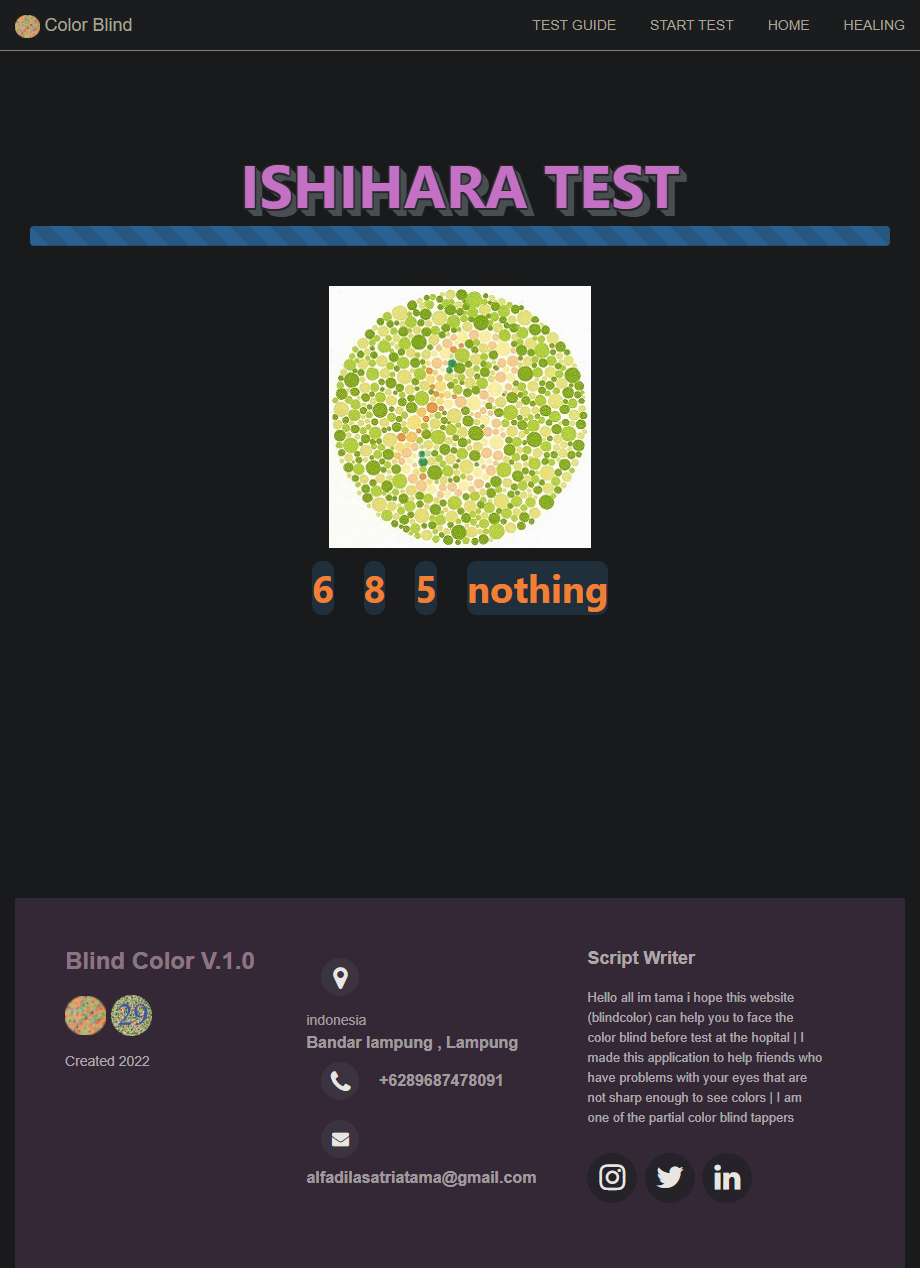 Color Blind
TEST GUIDE START TEST HOME HEALING
ISHIHARA TEST
6 8 5 nothing
Blind Color V.1.0
29
Created 2022
indonesia
Bandar lampung , Lampung
+6289687478091
alfadilasatriatama@gmail.com
Script Writer
Hello all im tama i hope this website
(blindcolor) can help you to face the
color blind before test at the hopital | I
made this application to help friends who
have problems with your eyes that are
not sharp enough to see colors | I am
one of the partial color blind tappers
in